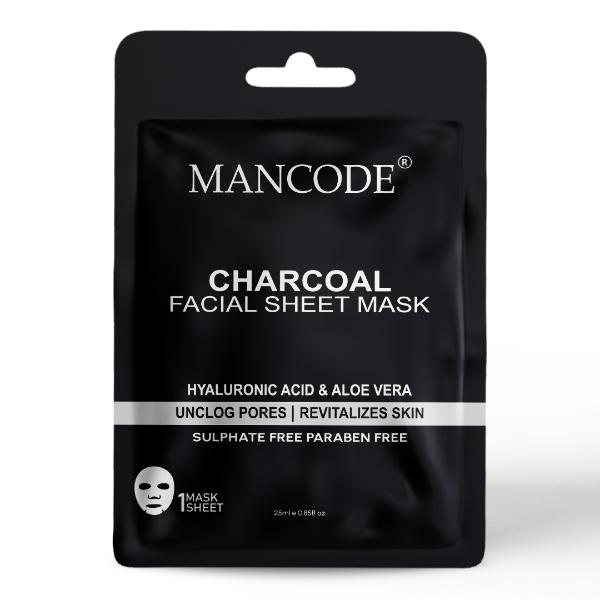 MANCODE®
CHARCOAL
FACIAL SHEET MASK
HYALURONIC ACID & ALOE VERA
UNCLOG PORES | REVITALIZES SKIN
SULPHATE FREE PARABEN FREE
1 MASK
SHEET
25ml e 0.85fl oz